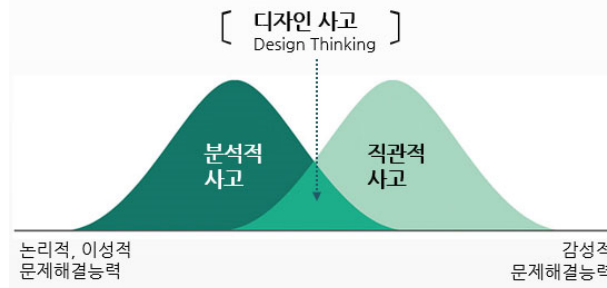 [ 디자인 사고 ]
Design Thinking
분석적
사고
직관적
사고
논리적, 이성적
문제해결능력
감성적
문제해결능력